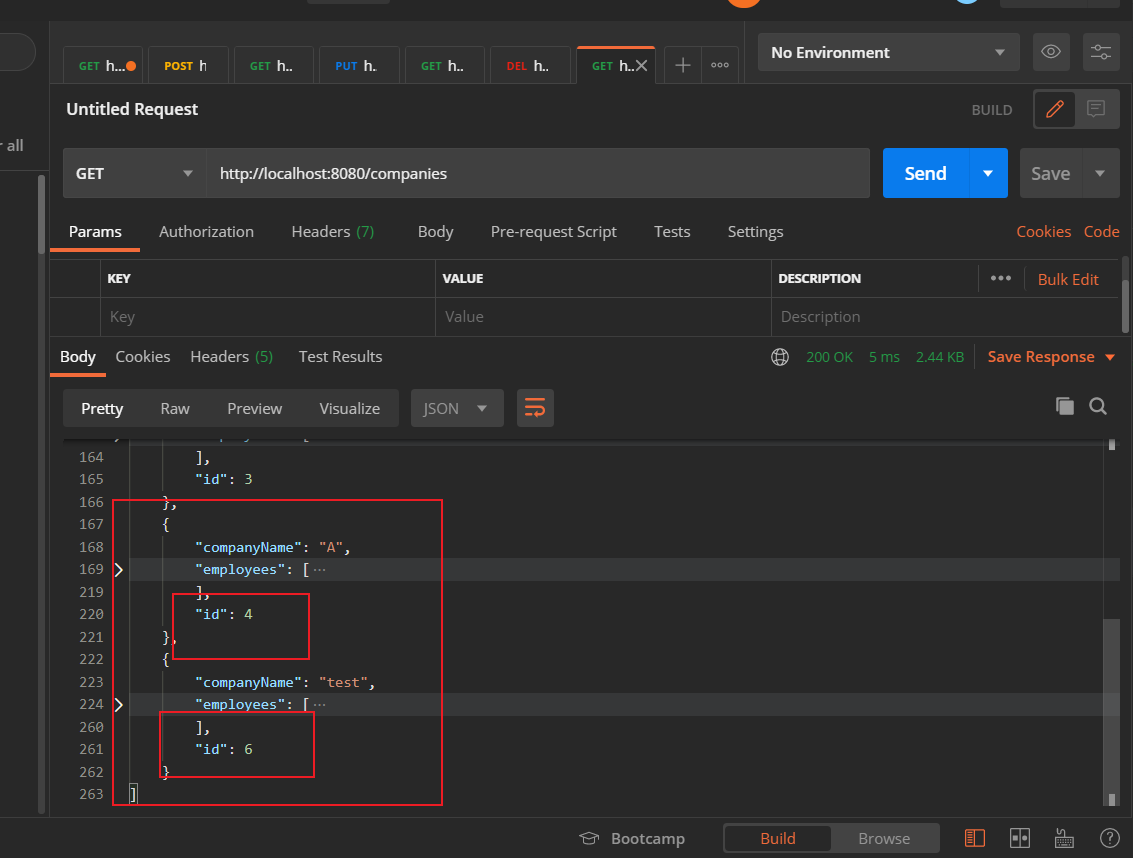 GET h...
POST h
GET h..
PUT h.
GET h..
DEL h..
GET h..
No Environment
Untitled Request
BUILD
r all
GET
http://localhost:8080/companies
Send
Save
Params
Authorization
Headers (7)
Body
Pre-request Script
Tests
Settings
Cookies
Code
KEY
VALUE
DESCRIPTION
Bulk Edit
Key
Value
Description
Body
Cookies
Headers (5)
Test Results
200 OK
5 ms
2.44 KB
Save Response
Pretty
Raw
Preview
Visualize
JSON
164 ],
165 "id": 3
166 },
167 {
168 "companyName": "A",
169 "employees": [ ···
219 ],
220 "id": 4
221 },
222 {
223 "companyName": "test",
224 "employees": [ ···
260 ],
261 "id": 6
262 }
263 ]
Bootcamp
Build
Browse